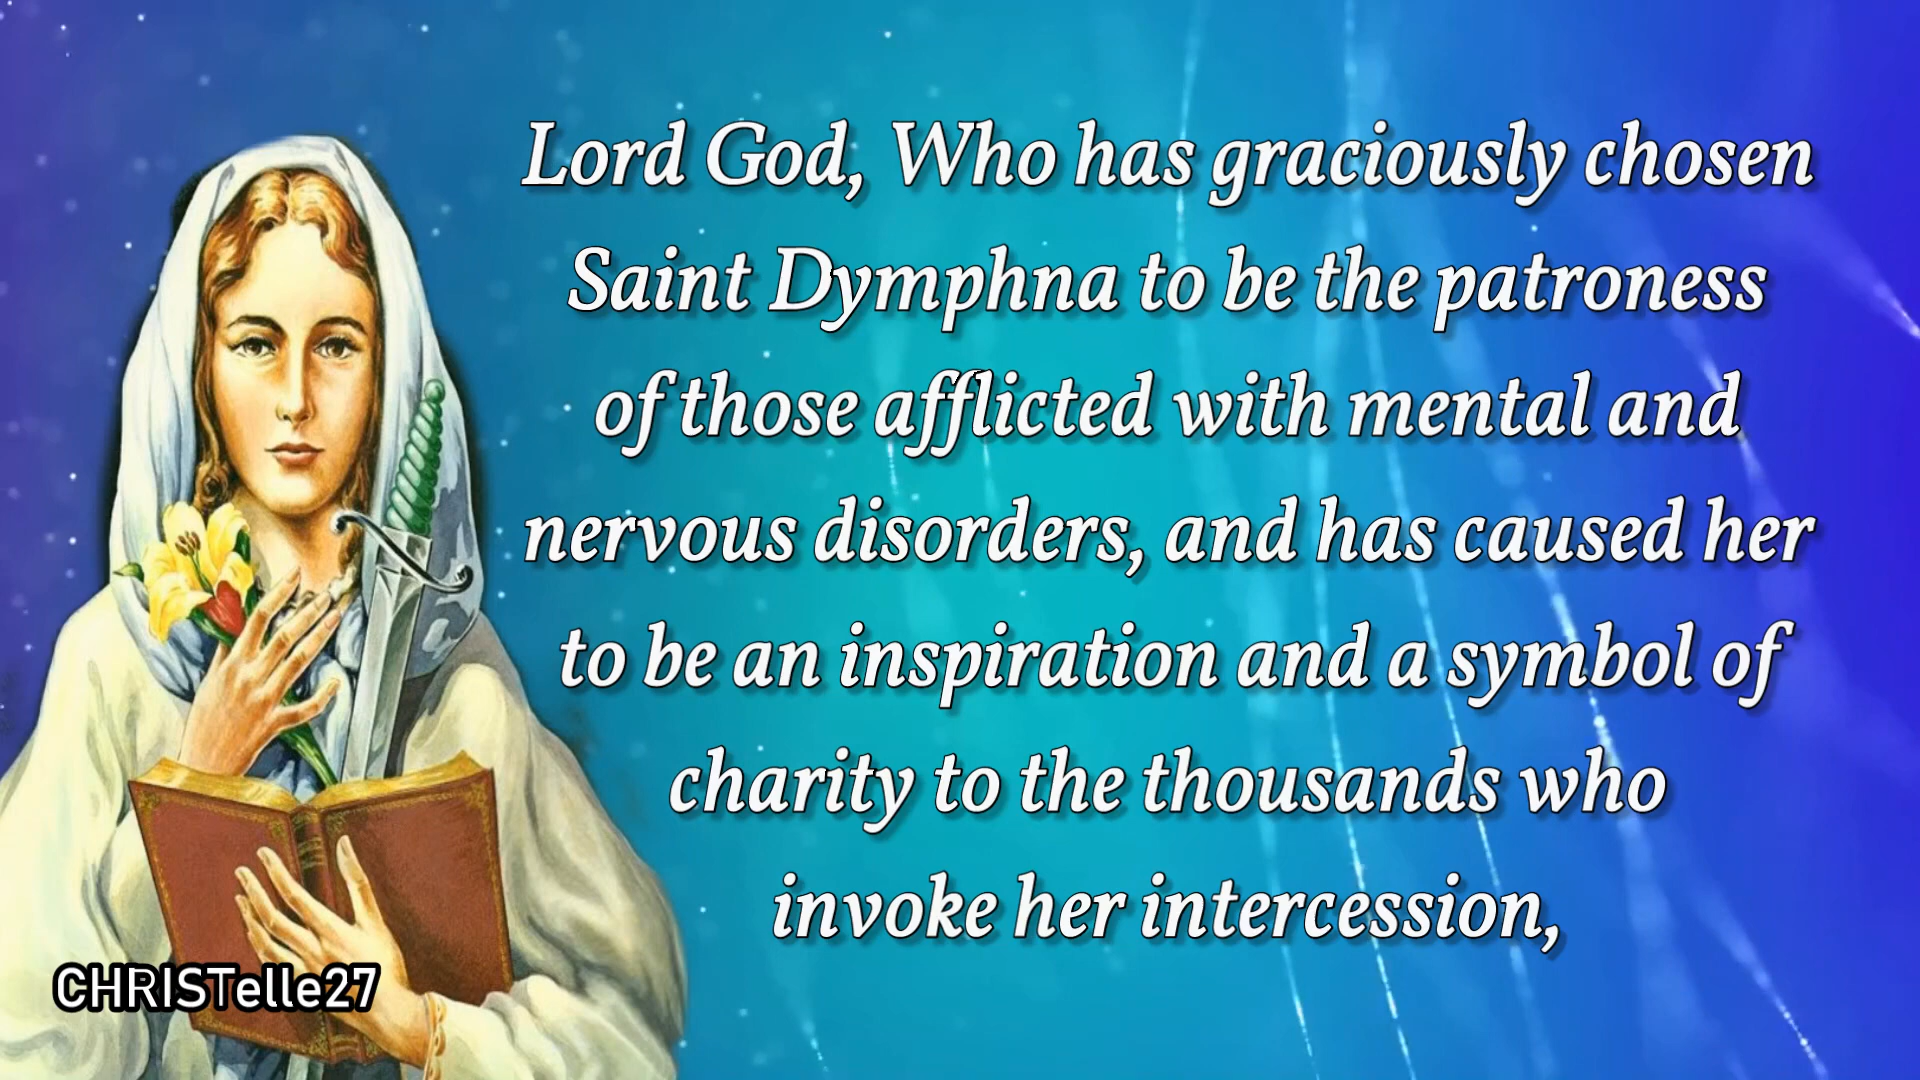 Lord God, Who has graciously chosen
Saint Dymphna to be the patroness
of those afflicted with mental and
nervous disorders, and has caused her
to be an inspiration and a symbol of
charity to the thousands who
invoke her intercession,
CHRISTelle27